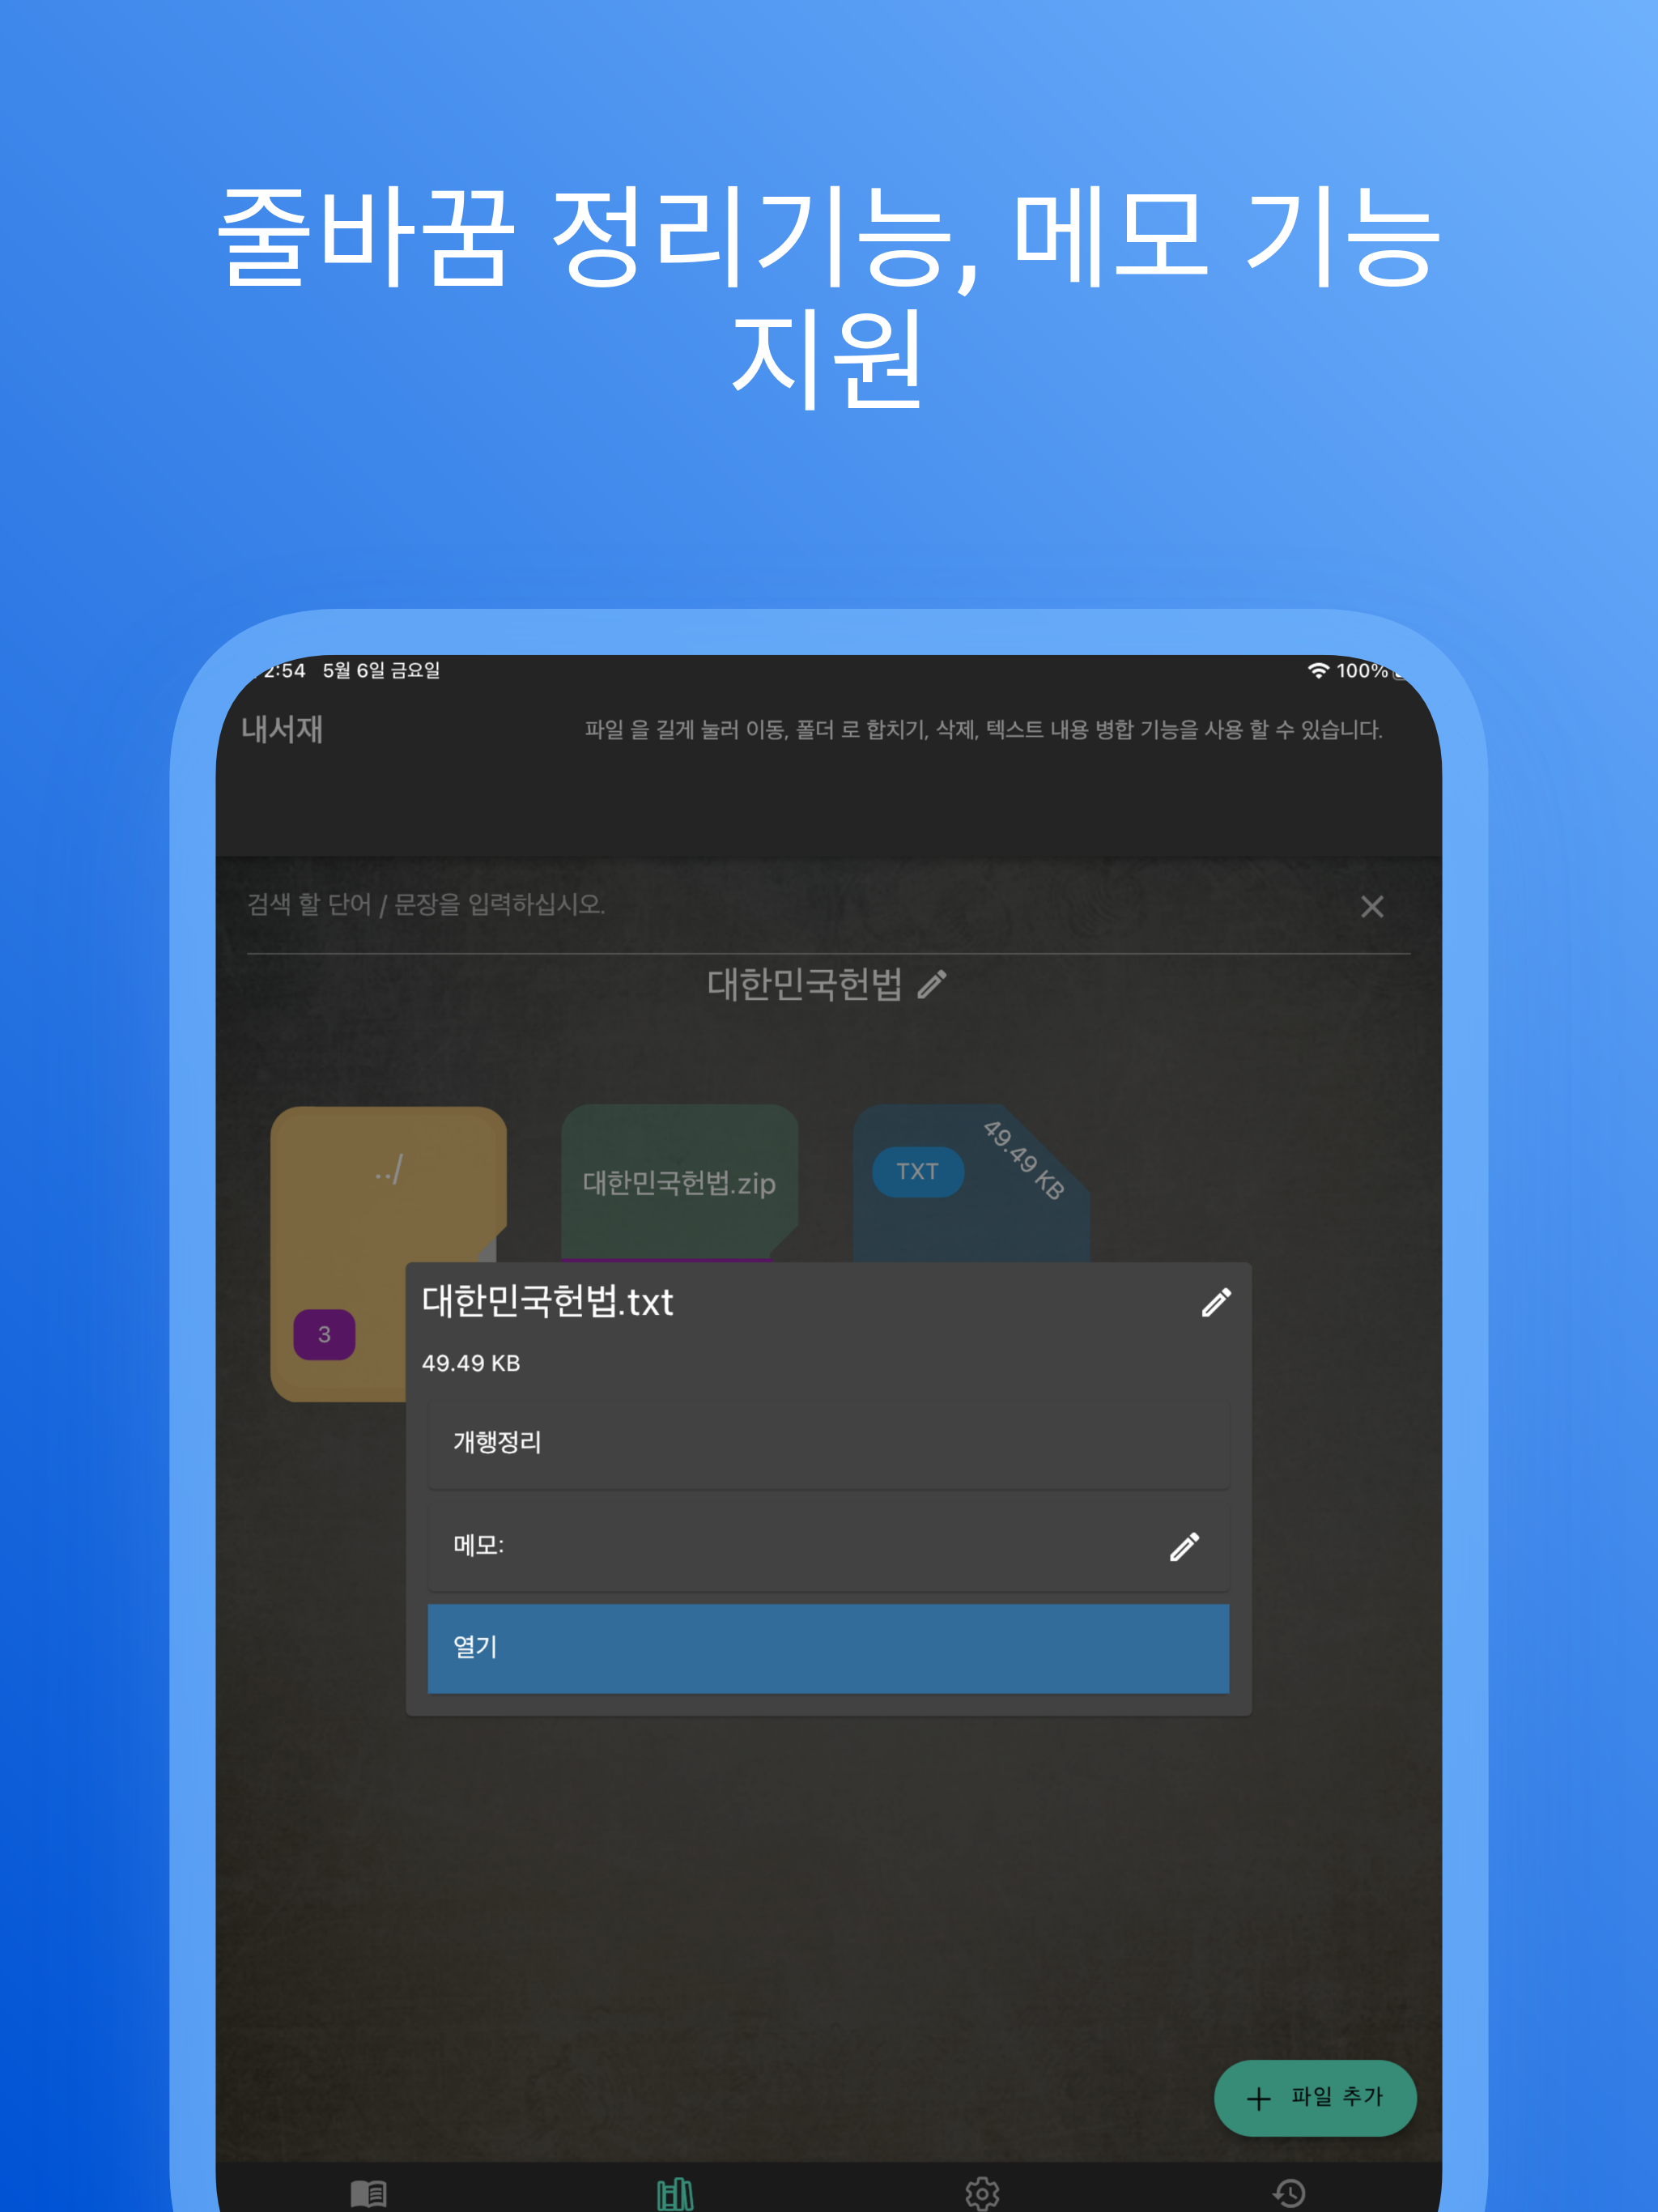 줄바꿈 정리기능, 메모 기능
지원
2:54 5월 6일 금요일 100%
내서재 파일 을 길게 눌러 이동, 폴더 로 합치기, 삭제, 텍스트 내용 병합 기능을 사용 할 수 있습니다.
검색 할 단어 / 문장을 입력하십시오.
대한민국헌법
../
대한민국헌법.zip
TXT
49.49 KB
3
대한민국헌법.txt
49.49 KB
개행정리
메모:
열기
파일 추가